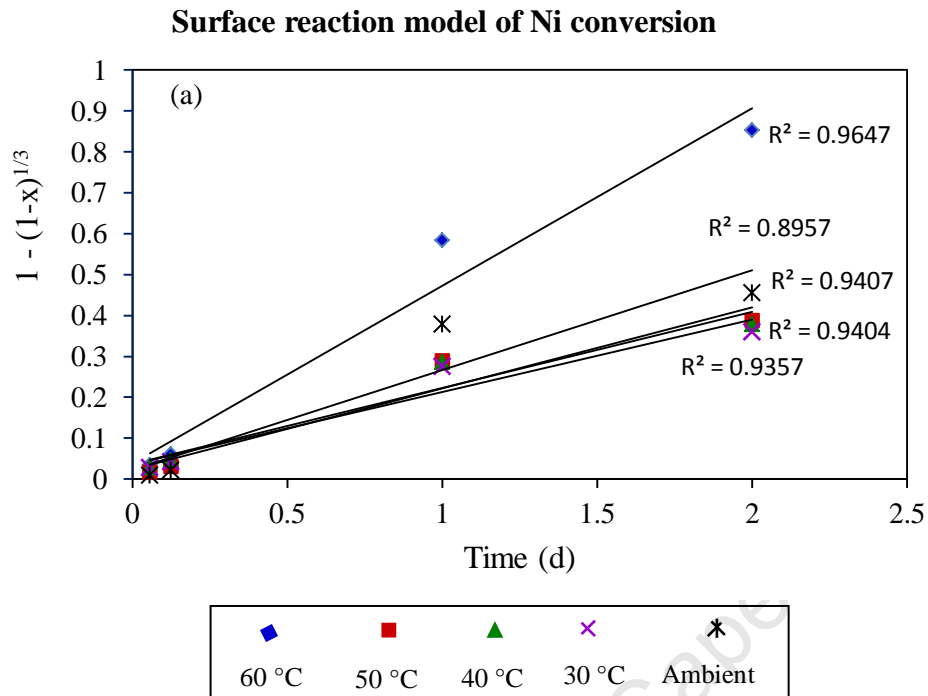 Surface reaction model of Ni conversion
(a)
1 - (1-x)^1/3
1
0.9
0.8
0.7
0.6
0.5
0.4
0.3
0.2
0.1
0
R² = 0.9647
R² = 0.8957
R² = 0.9407
R² = 0.9404
R² = 0.9357
0 0.5 1 1.5 2 2.5
Time (d)
60 °C 50 °C 40 °C 30 °C Ambient
Cape